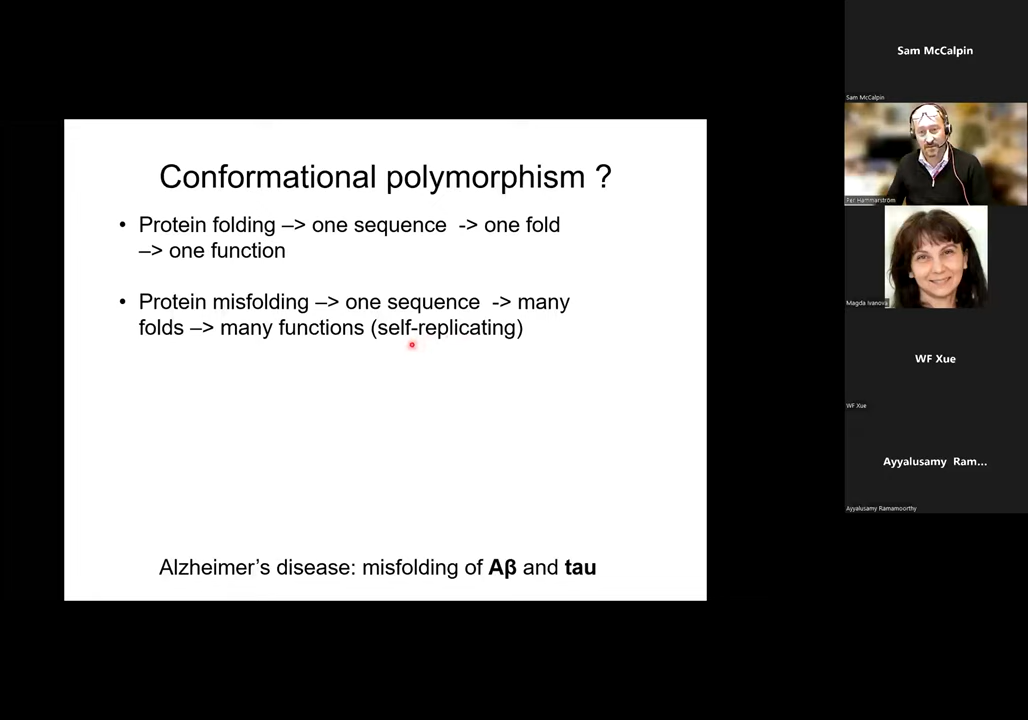 Conformational polymorphism ?
• Protein folding –> one sequence -> one fold
–> one function
• Protein misfolding –> one sequence -> many
folds –> many functions (self-replicating)
Alzheimer’s disease: misfolding of Aβ and tau
Sam McCalpin
Sam McCalpin
Per Hammarström
Magda Ivanova
WF Xue
WF Xue
Ayyalusamy Ram...
Ayyalusamy Ramamoorthy